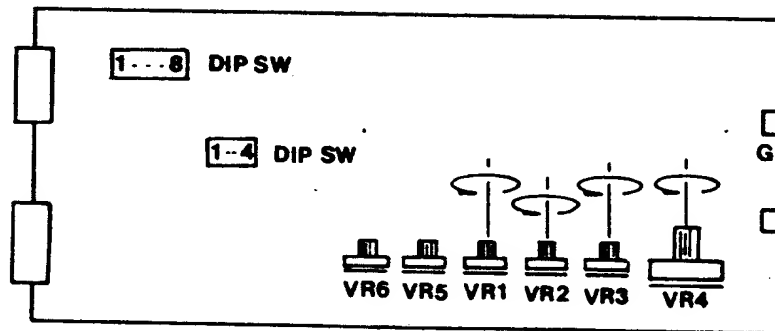 1---8 DIP SW
1--4 DIP SW
G
VR6 VR5 VR1 VR2 VR3 VR4